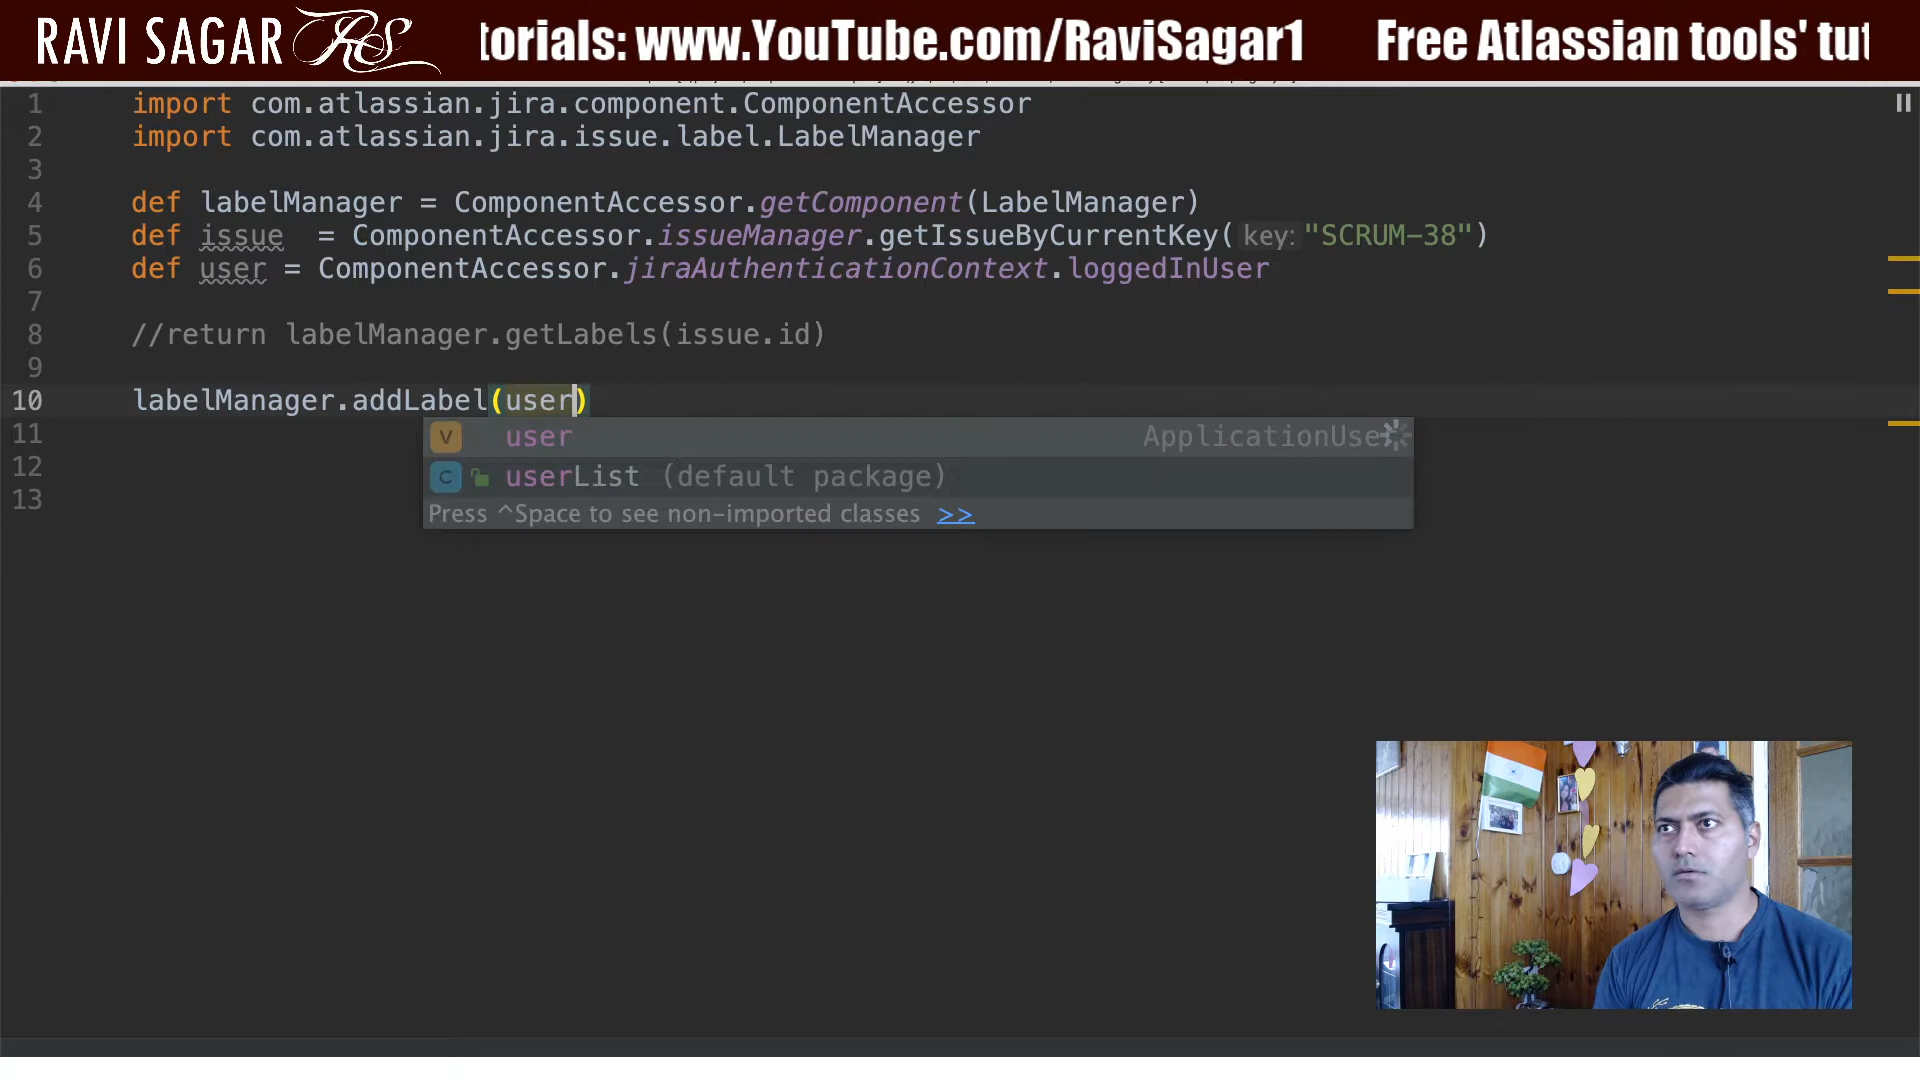 RAVI SAGAR RS torials: www.YouTube.com/RaviSagar1 Free Atlassian tools' tut
1 import com.atlassian.jira.component.ComponentAccessor
2 import com.atlassian.jira.issue.label.LabelManager
3
4 def labelManager = ComponentAccessor.getComponent(LabelManager)
5 def issue = ComponentAccessor.issueManager.getIssueByCurrentKey( key: "SCRUM-38")
6 def user = ComponentAccessor.jiraAuthenticationContext.loggedInUser
7
8 //return labelManager.getLabels(issue.id)
9
10 labelManager.addLabel(user)
11 V user ApplicationUse
12 C userList (default package)
13 Press ^Space to see non-imported classes >>